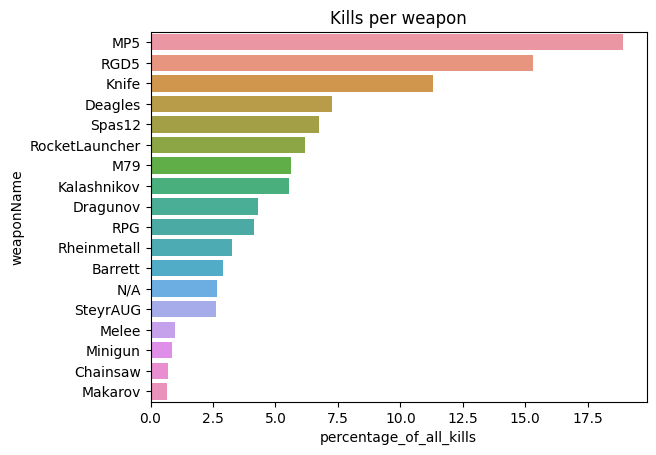 Kills per weapon
weaponName
MP5
RGD5
Knife
Deagles
Spas12
RocketLauncher
M79
Kalashnikov
Dragunov
RPG
Rheinmetall
Barrett
N/A
SteyrAUG
Melee
Minigun
Chainsaw
Makarov
0.0 2.5 5.0 7.5 10.0 12.5 15.0 17.5
percentage_of_all_kills